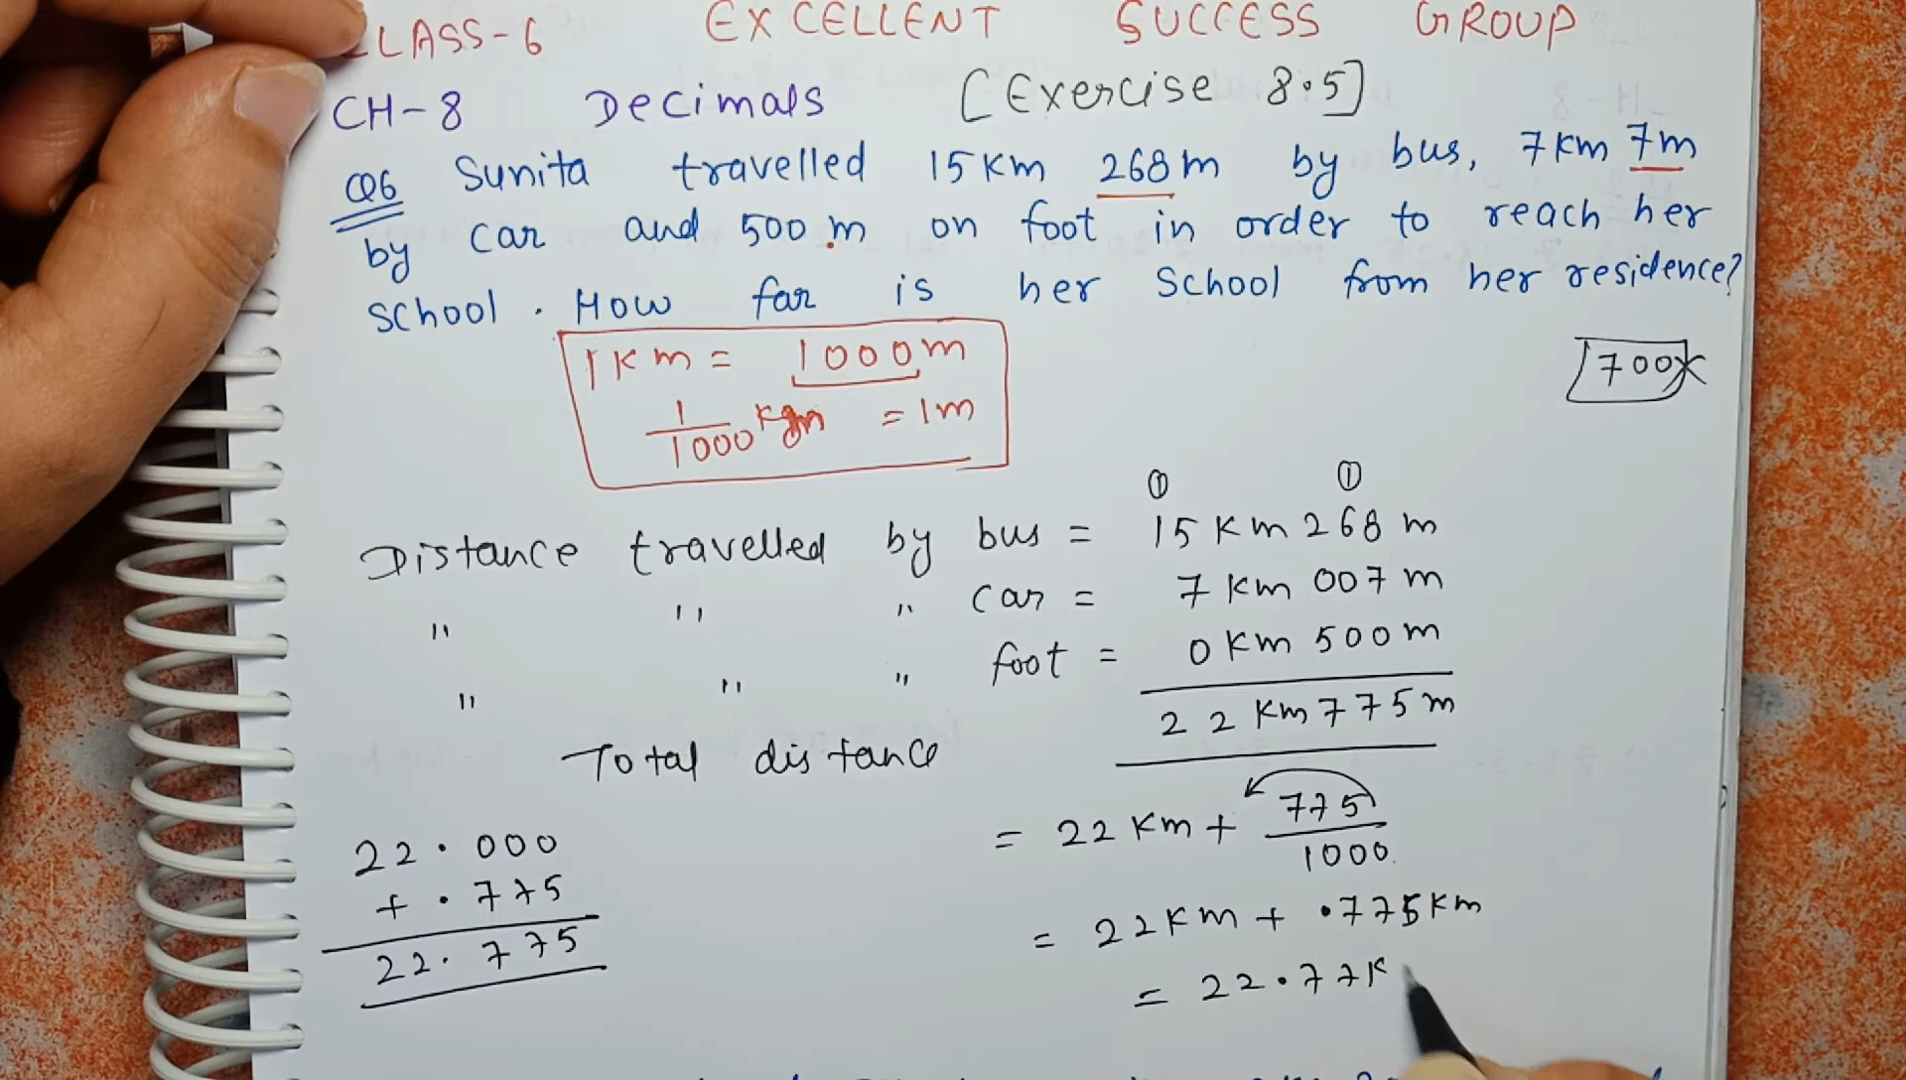 CLASS-6 EXCELLENT SUCCESS GROUP
CH-8 Decimals [Exercise 8.5]
Q6 Sunita travelled 15 Km 268 m by bus, 7 Km 7m
by car and 500 m on foot in order to reach her
school. How far is her School from her residence?
1 Km = 1000 m
1/1000 Km = 1m
700
① ①
Distance travelled by bus = 15 Km 268 m
" " " car = 7 Km 007 m
" " " foot = 0 Km 500 m
22 Km 775 m
Total distance
= 22 Km + 775/1000
= 22 Km + .775 Km
= 22.77K
22.000
+ .775
22.775